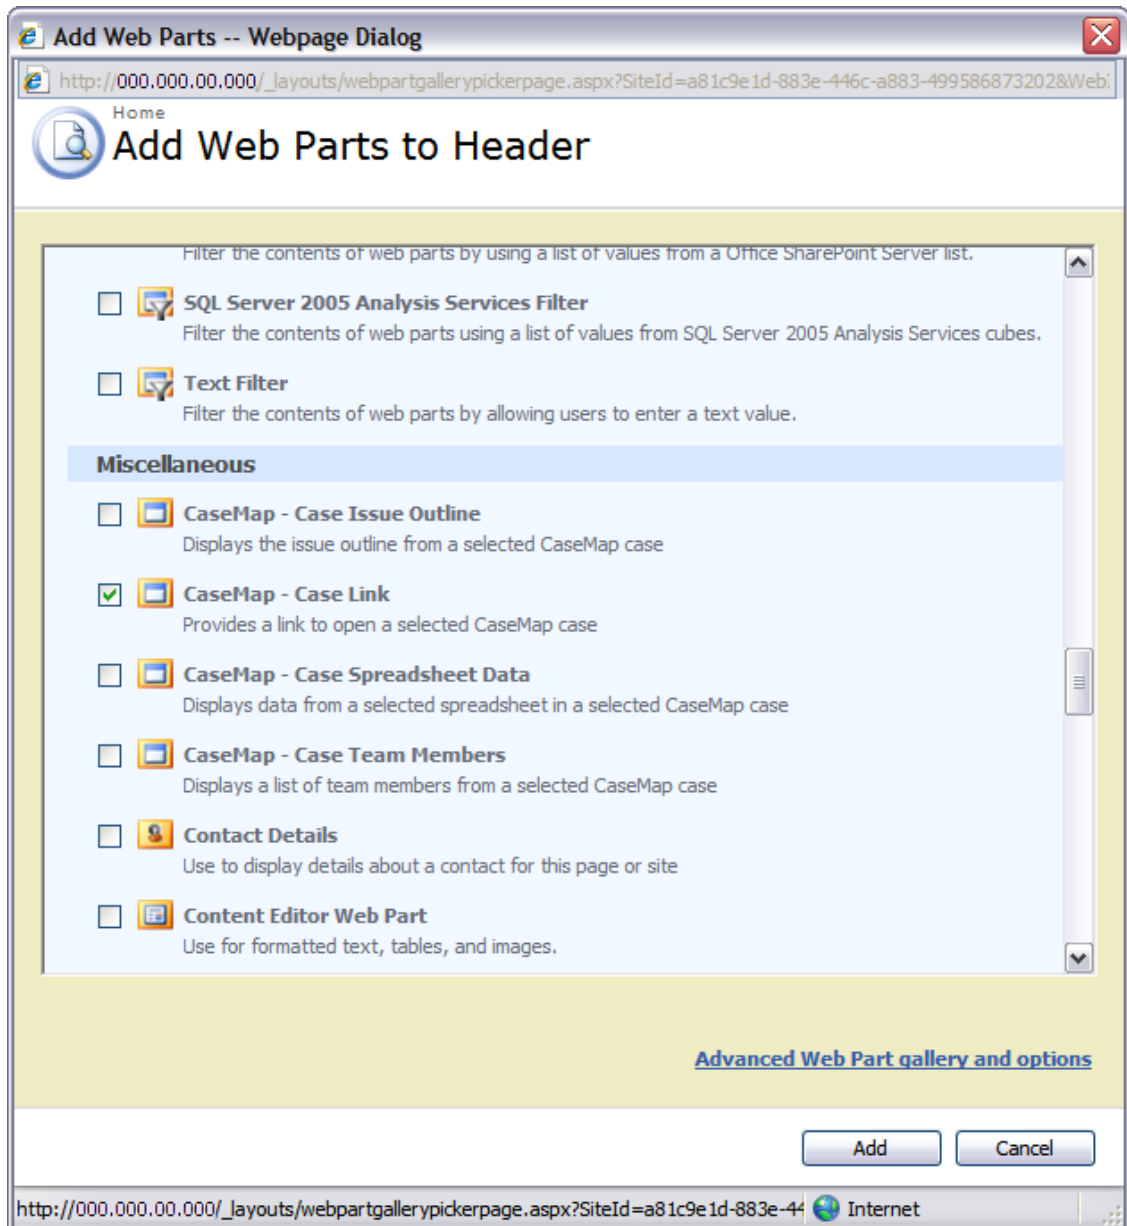 Add Web Parts -- Webpage Dialog
http://000.000.00.000/_layouts/webpartgallerypickerpage.aspx?SiteId=a81c9e1d-883e-446c-a883-499586873202&Web
Home
Add Web Parts to Header
Filter the contents of web parts by using a list of values from a Office SharePoint Server list.
SQL Server 2005 Analysis Services Filter
Filter the contents of web parts using a list of values from SQL Server 2005 Analysis Services cubes.
Text Filter
Filter the contents of web parts by allowing users to enter a text value.
Miscellaneous
CaseMap - Case Issue Outline
Displays the issue outline from a selected CaseMap case
CaseMap - Case Link
Provides a link to open a selected CaseMap case
CaseMap - Case Spreadsheet Data
Displays data from a selected spreadsheet in a selected CaseMap case
CaseMap - Case Team Members
Displays a list of team members from a selected CaseMap case
Contact Details
Use to display details about a contact for this page or site
Content Editor Web Part
Use for formatted text, tables, and images.
Advanced Web Part gallery and options
Add Cancel
http://000.000.00.000/_layouts/webpartgallerypickerpage.aspx?SiteId=a81c9e1d-883e-44 Internet